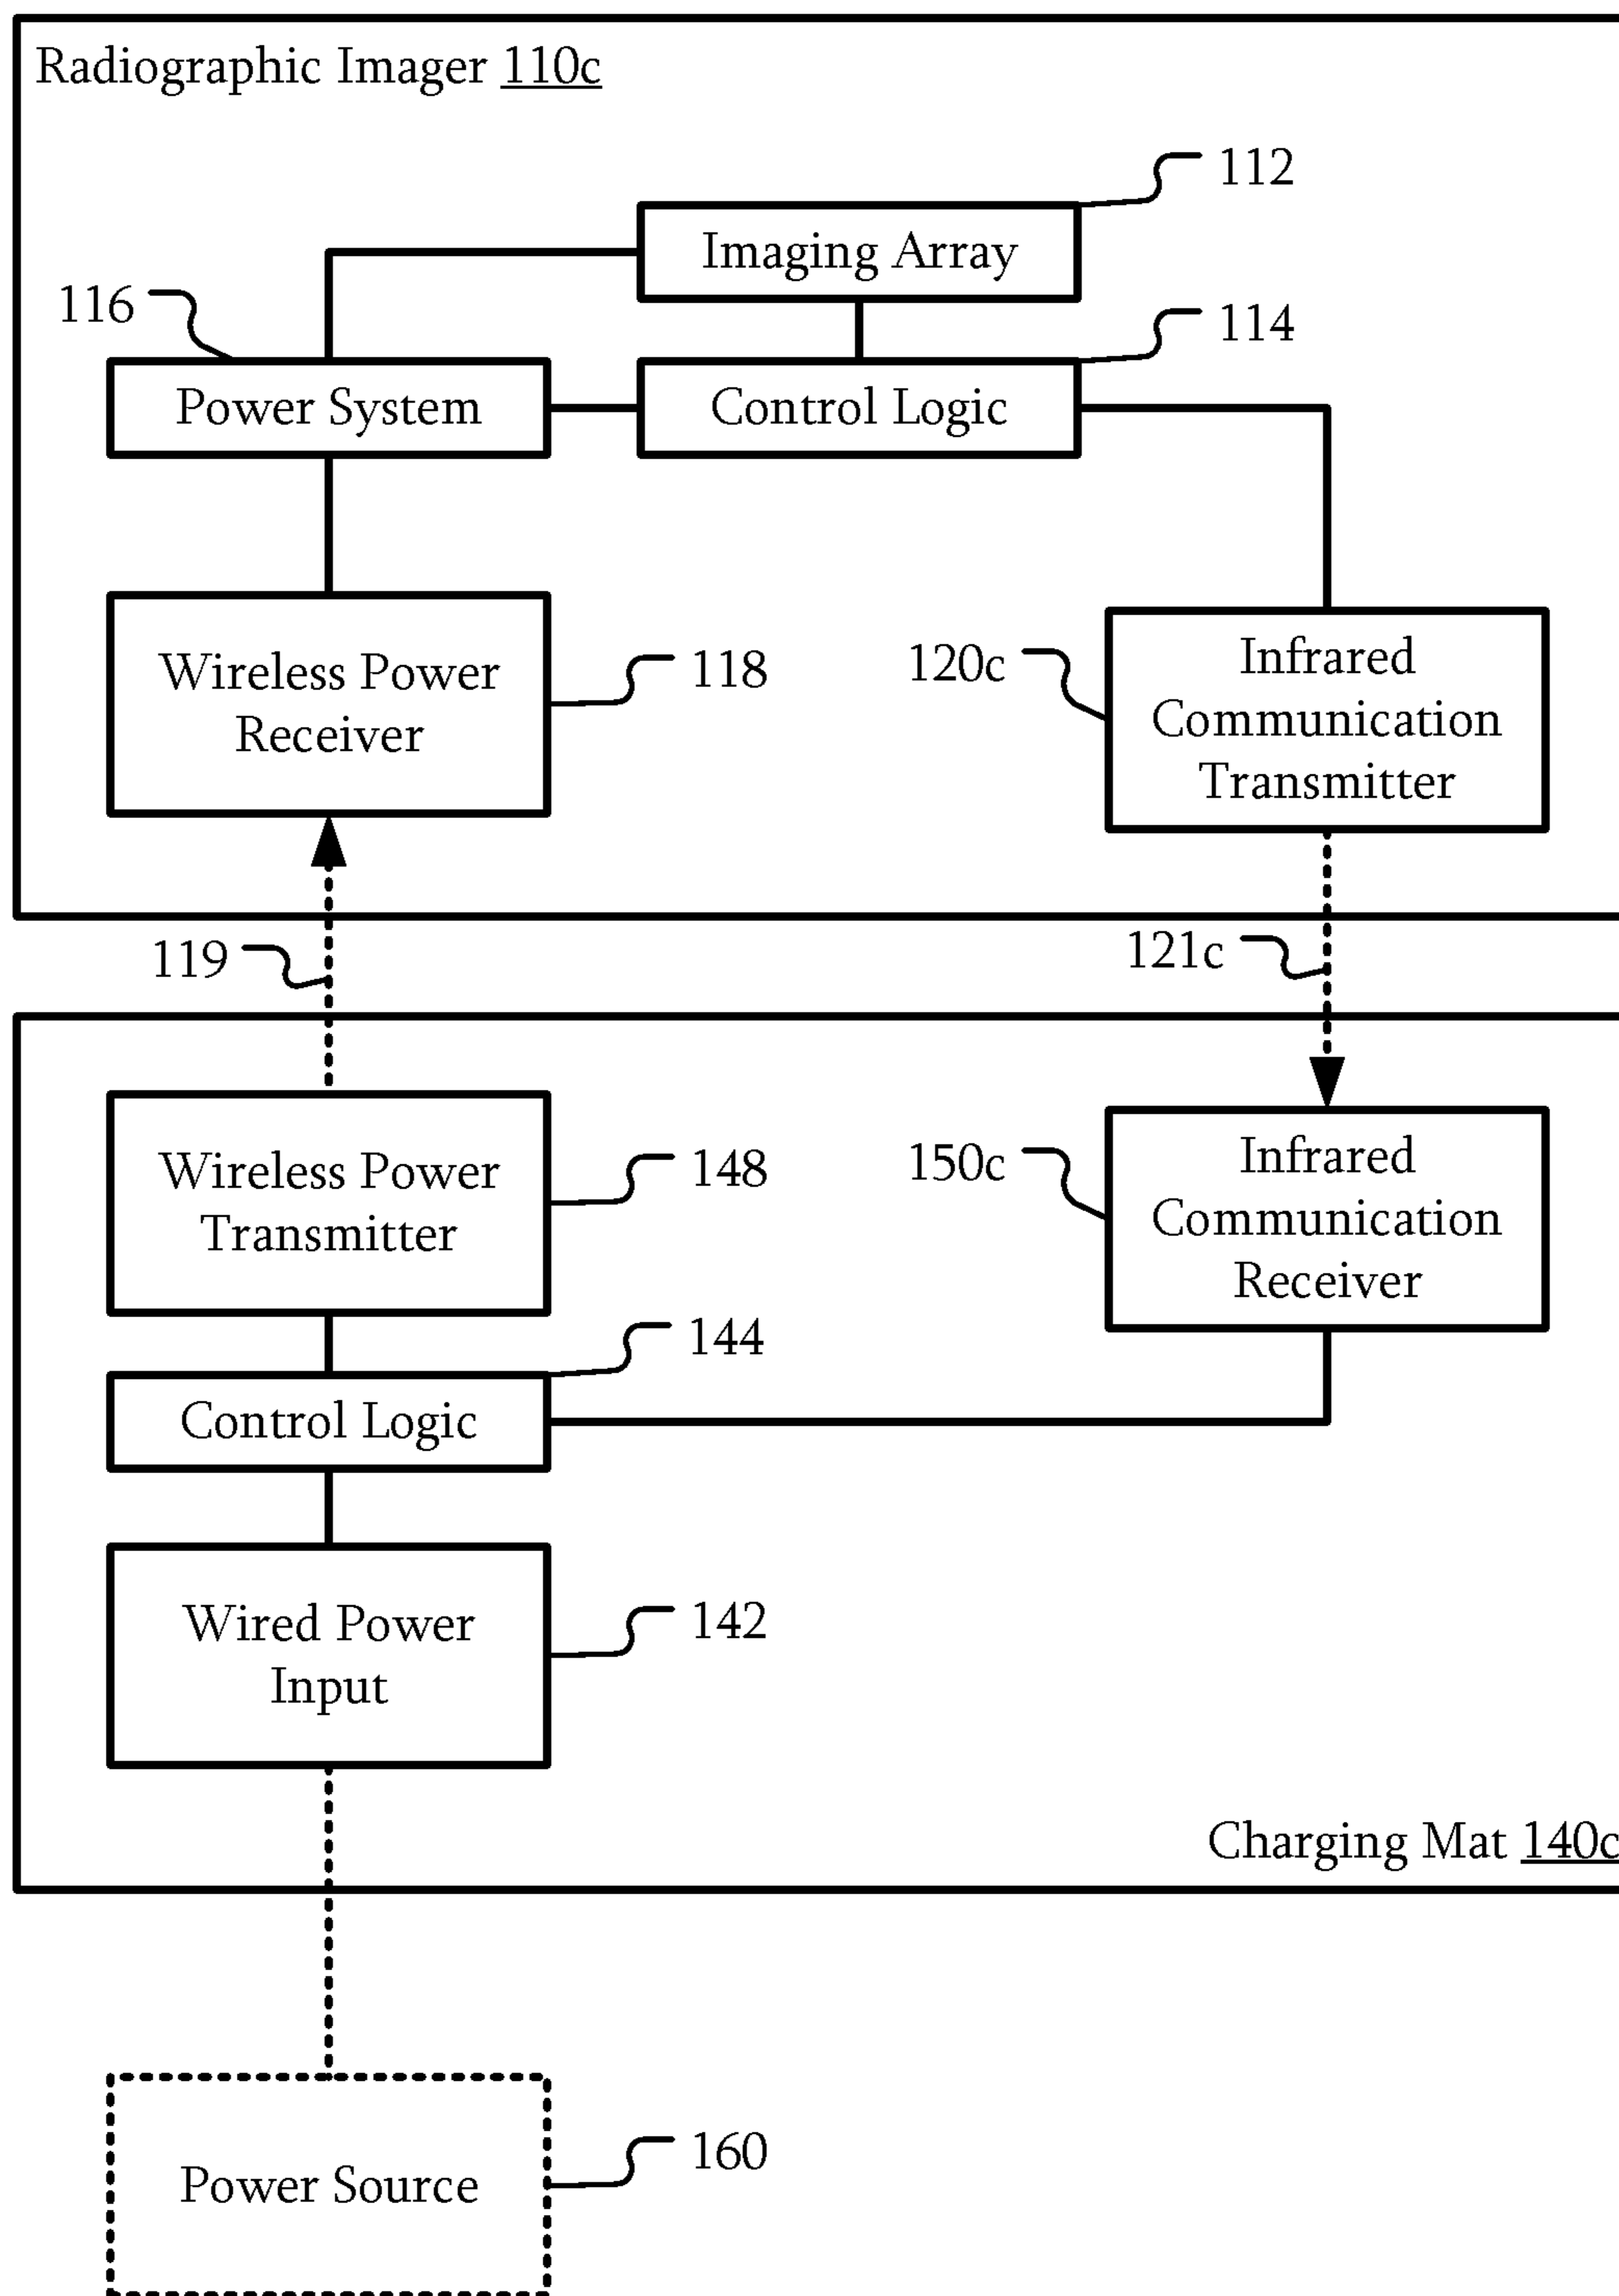 Radiographic Imager 110c
112
Imaging Array
116
114
Power System
Control Logic
Wireless Power
Receiver
118
120c
Infrared
Communication
Transmitter
119
121c
Wireless Power
Transmitter
148
150c
Infrared
Communication
Receiver
144
Control Logic
Wired Power
Input
142
Charging Mat 140c
Power Source
160